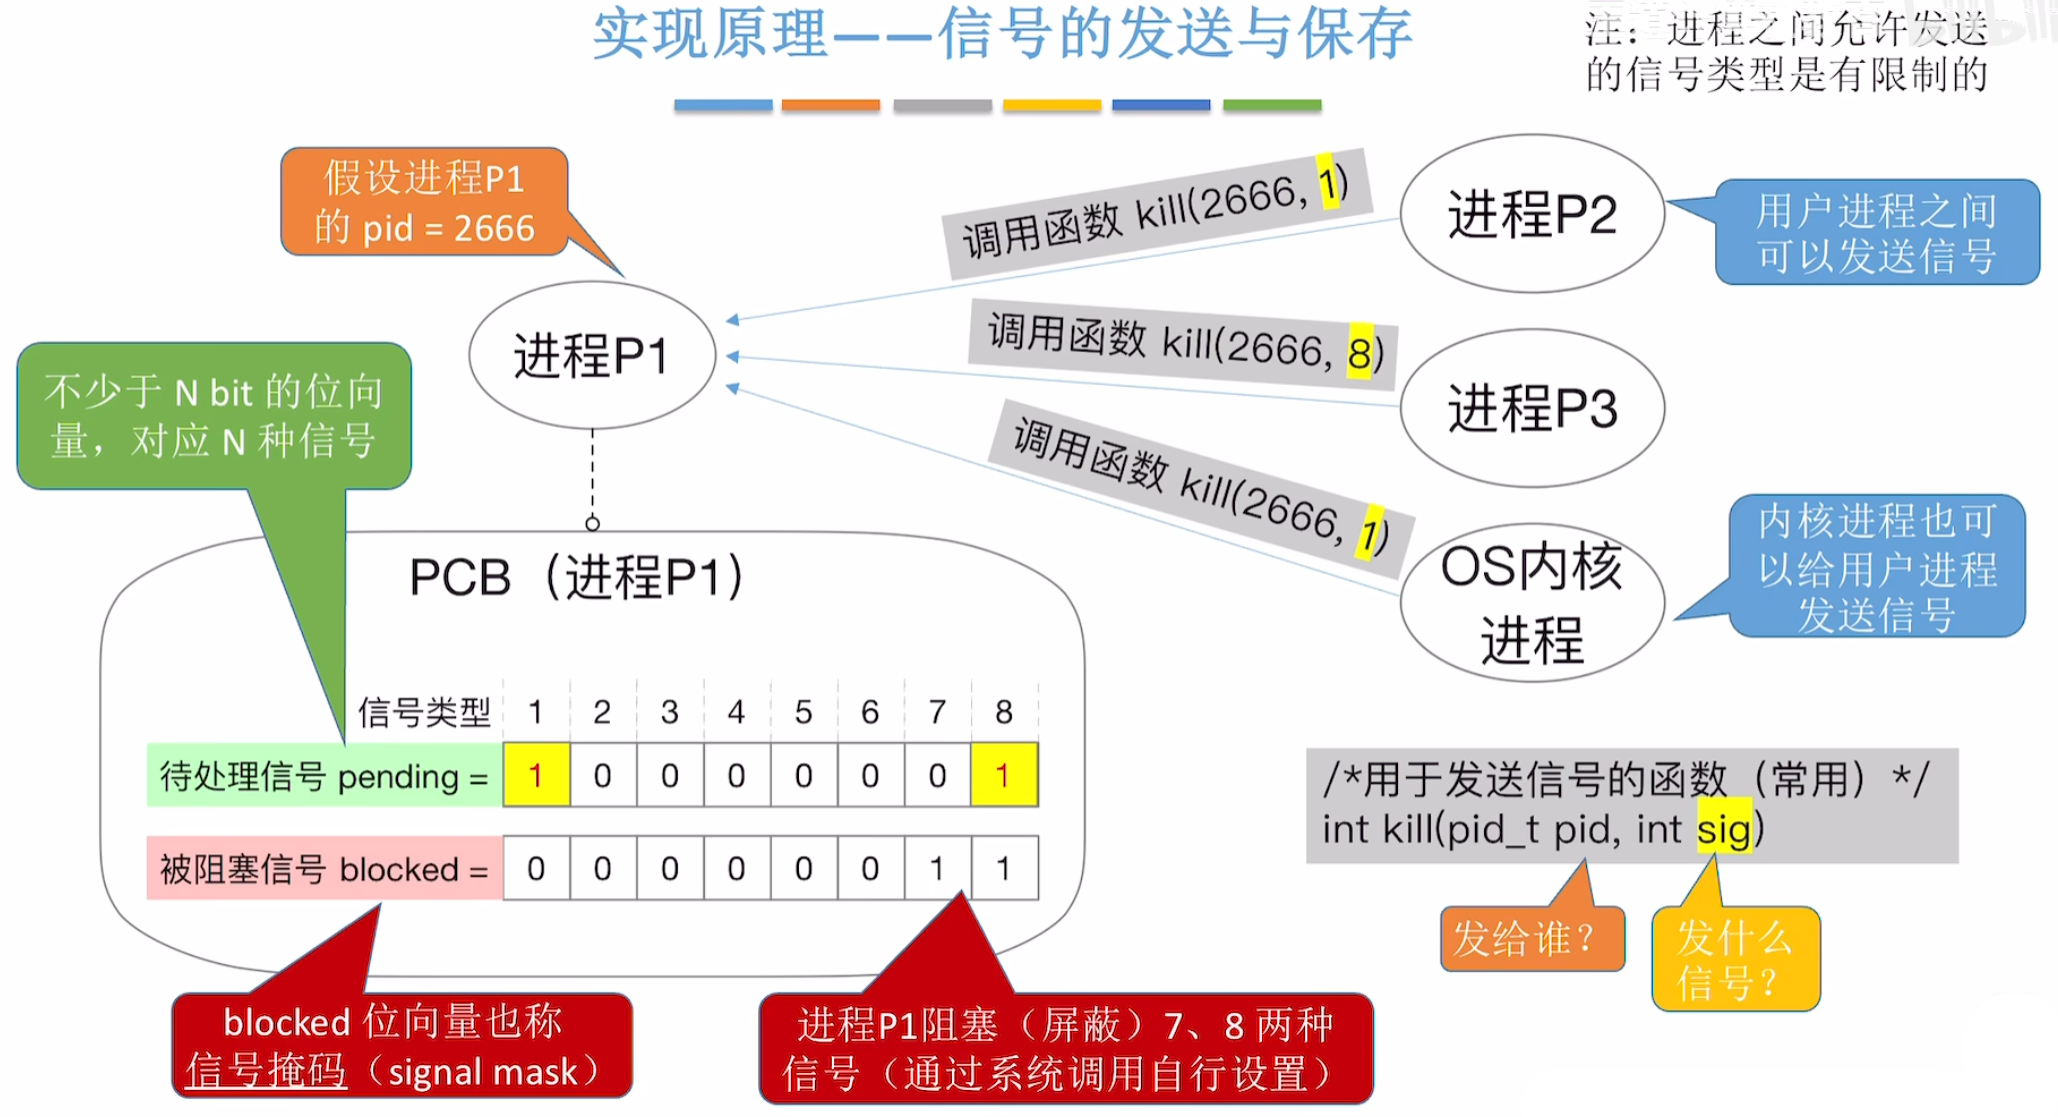 实现原理——信号的发送与保存
注：进程之间允许发送
的信号类型是有限制的
假设进程P1
的 pid = 2666
调用函数 kill(2666, 1)
进程P2
用户进程之间
可以发送信号
进程P1
调用函数 kill(2666, 8)
进程P3
不少于 N bit 的位向
量，对应 N 种信号
调用函数 kill(2666, 1)
OS内核
进程
内核进程也可
以给用户进程
发送信号
PCB（进程P1）
信号类型 1 2 3 4 5 6 7 8
待处理信号 pending = 1 0 0 0 0 0 0 1
被阻塞信号 blocked = 0 0 0 0 0 0 1 1
/*用于发送信号的函数（常用）*/
int kill(pid_t pid, int sig)
发给谁？
发什么
信号？
blocked 位向量也称
信号掩码（signal mask）
进程P1阻塞（屏蔽）7、8 两种
信号（通过系统调用自行设置）